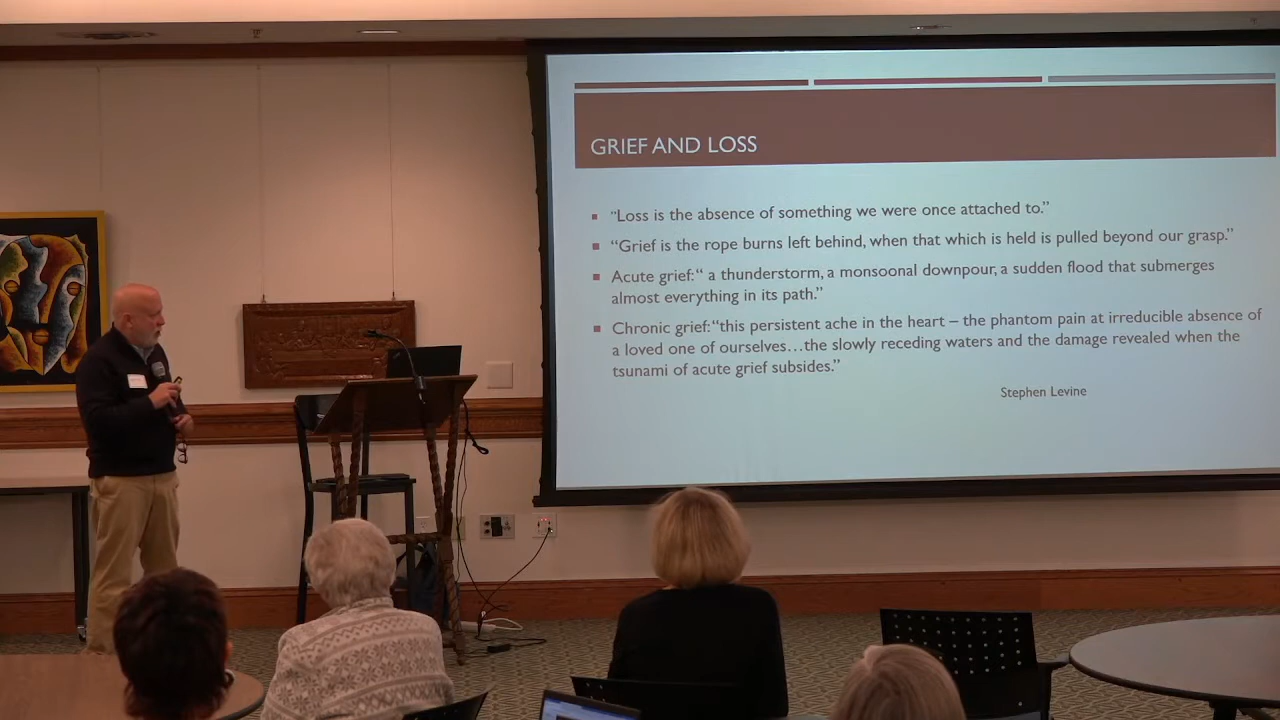 GRIEF AND LOSS
"Loss is the absence of something we were once attached to."
"Grief is the rope burns left behind, when that which is held is pulled beyond our grasp."
Acute grief:" a thunderstorm, a monsoonal downpour, a sudden flood that submerges
almost everything in its path."
Chronic grief:"this persistent ache in the heart – the phantom pain at irreducible absence of
a loved one of ourselves…the slowly receding waters and the damage revealed when the
tsunami of acute grief subsides."
Stephen Levine